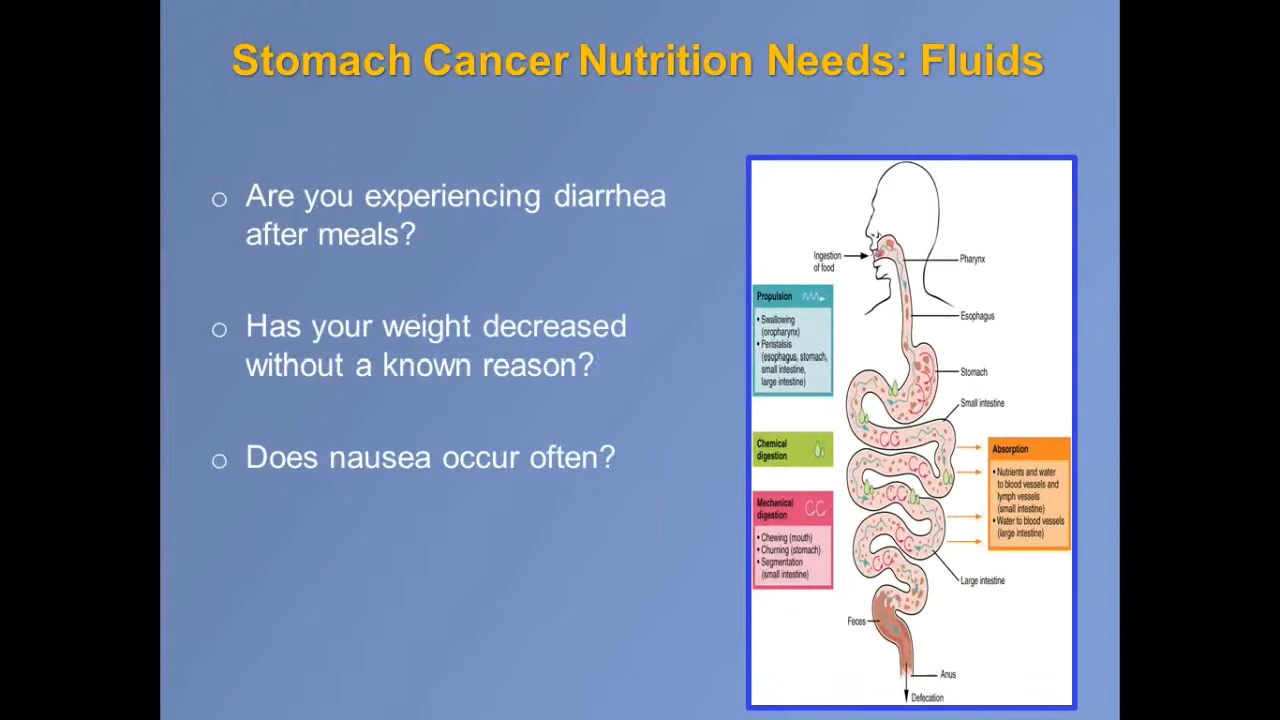 Stomach Cancer Nutrition Needs: Fluids
o Are you experiencing diarrhea
after meals?
o Has your weight decreased
without a known reason?
o Does nausea occur often?
Ingestion
of food
Pharynx
Esophagus
Stomach
Small intestine
Large intestine
Feces
Anus
Defecation
Propulsion
• Swallowing
(oropharynx)
• Peristalsis
(esophagus, stomach,
small intestine,
large intestine)
Chemical
digestion
Mechanical
digestion
• Chewing (mouth)
• Churning (stomach)
• Segmentation
(small intestine)
Absorption
• Nutrients and water
to blood vessels and
lymph vessels
(small intestine)
• Water to blood vessels
(large intestine)